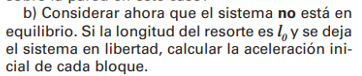 b) Considerar ahora que el sistema no está en
equilibrio. Si la longitud del resorte es l₀ y se deja
el sistema en libertad, calcular la aceleración ini-
cial de cada bloque.